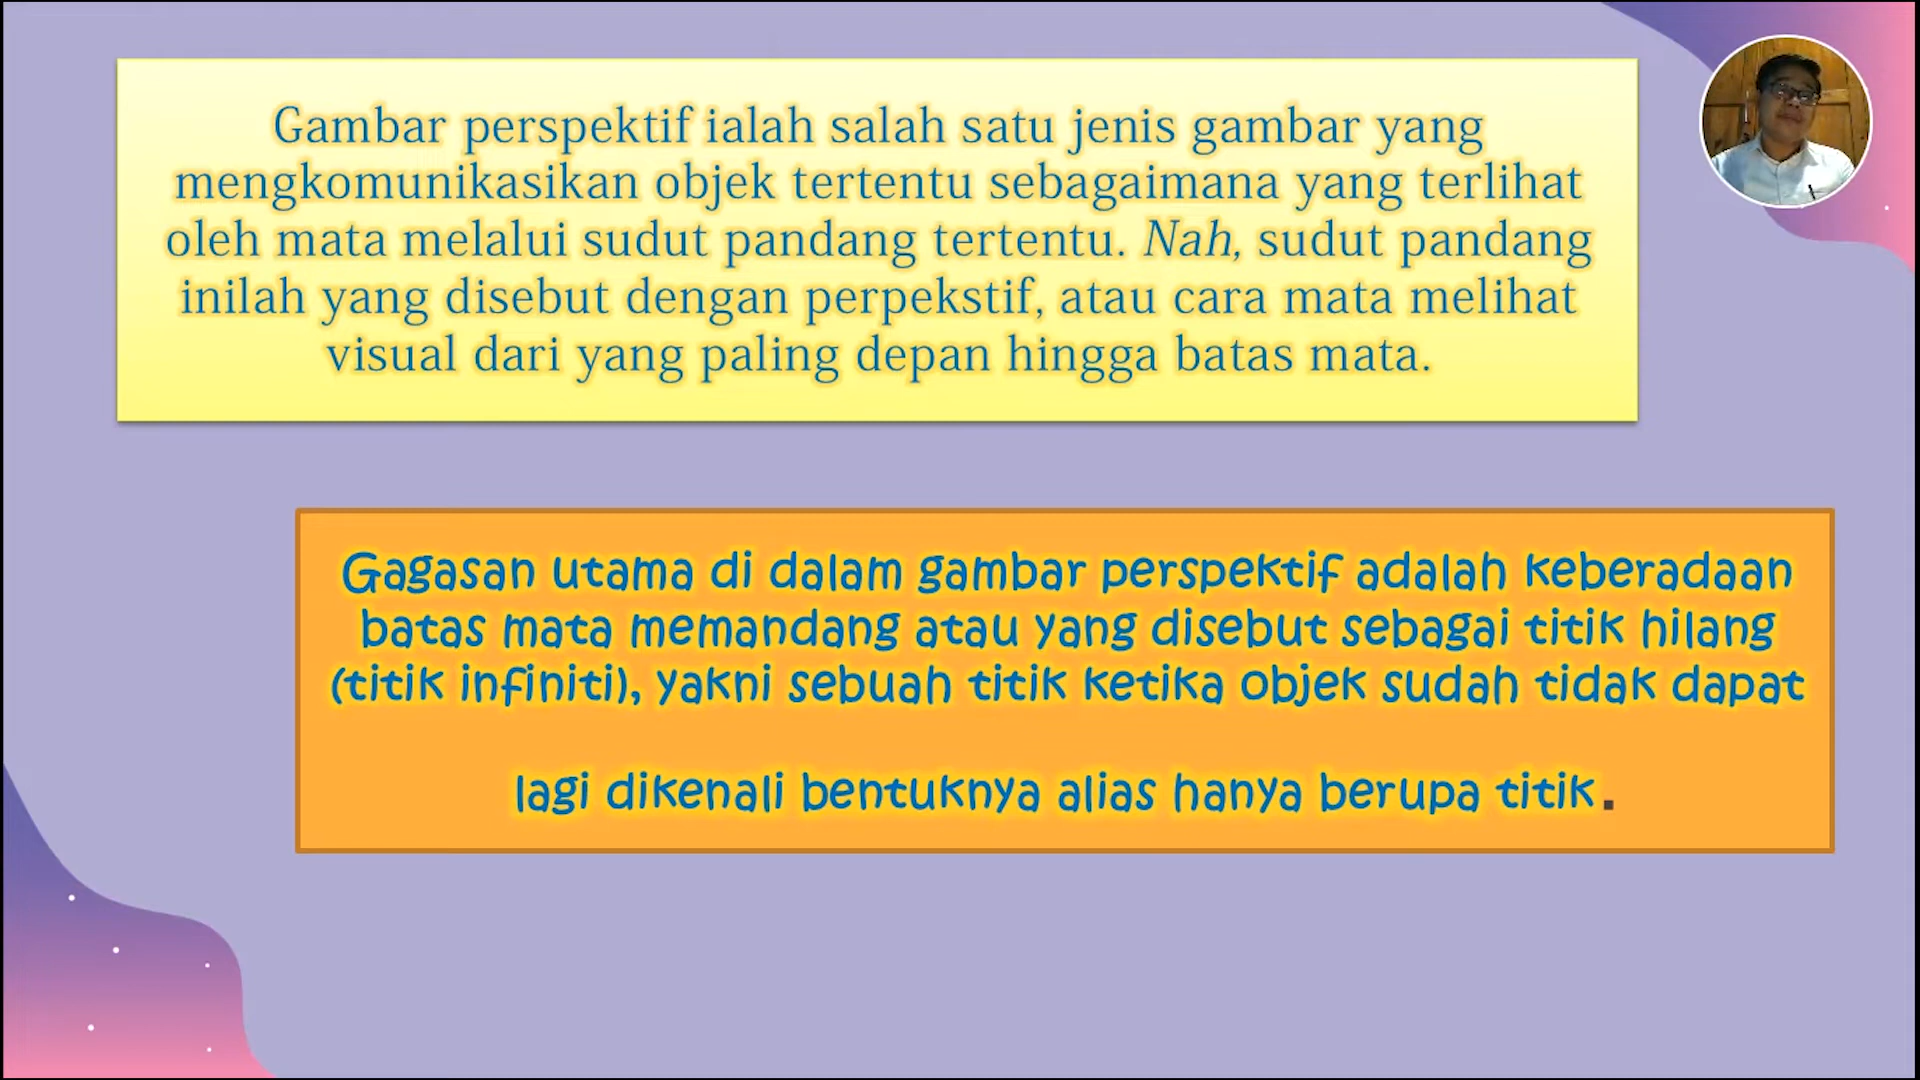 Gambar perspektif ialah salah satu jenis gambar yang
mengkomunikasikan objek tertentu sebagaimana yang terlihat
oleh mata melalui sudut pandang tertentu. Nah, sudut pandang
inilah yang disebut dengan perpekstif, atau cara mata melihat
visual dari yang paling depan hingga batas mata.
Gagasan utama di dalam gambar perspektif adalah keberadaan
batas mata memandang atau yang disebut sebagai titik hilang
(titik infiniti), yakni sebuah titik ketika objek sudah tidak dapat
lagi dikenali bentuknya alias hanya berupa titik.